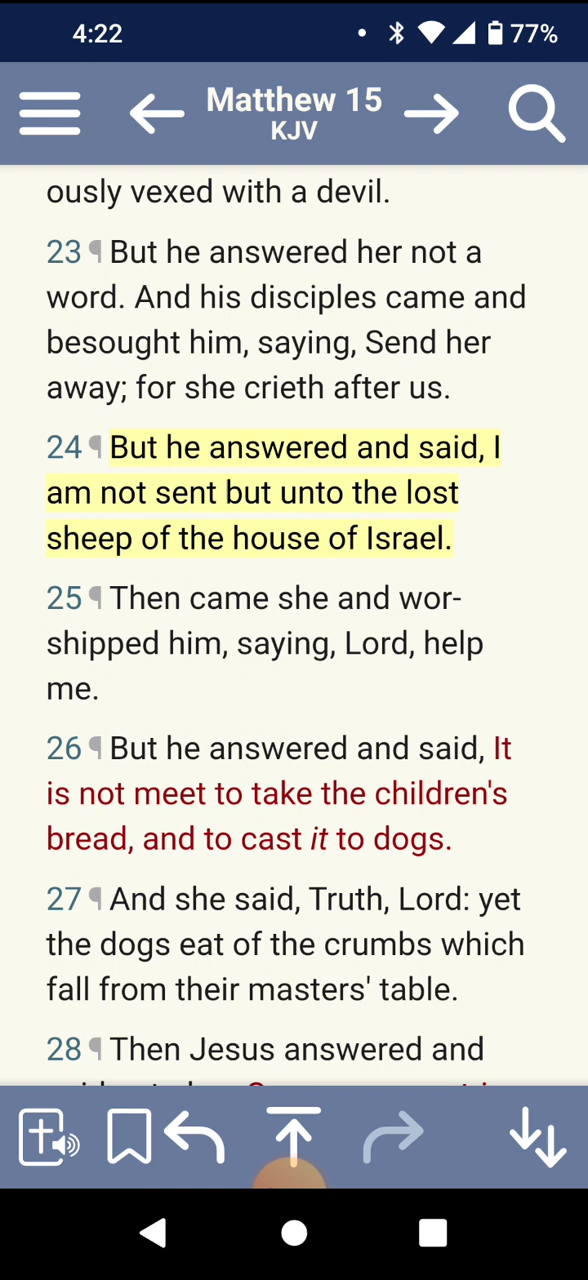 4:22 77%
Matthew 15
KJV
ously vexed with a devil.
23 ¶ But he answered her not a
word. And his disciples came and
besought him, saying, Send her
away; for she crieth after us.
24 ¶ But he answered and said, I
am not sent but unto the lost
sheep of the house of Israel.
25 ¶ Then came she and wor-
shipped him, saying, Lord, help
me.
26 ¶ But he answered and said, It
is not meet to take the children's
bread, and to cast it to dogs.
27 ¶ And she said, Truth, Lord: yet
the dogs eat of the crumbs which
fall from their masters' table.
28 ¶ Then Jesus answered and